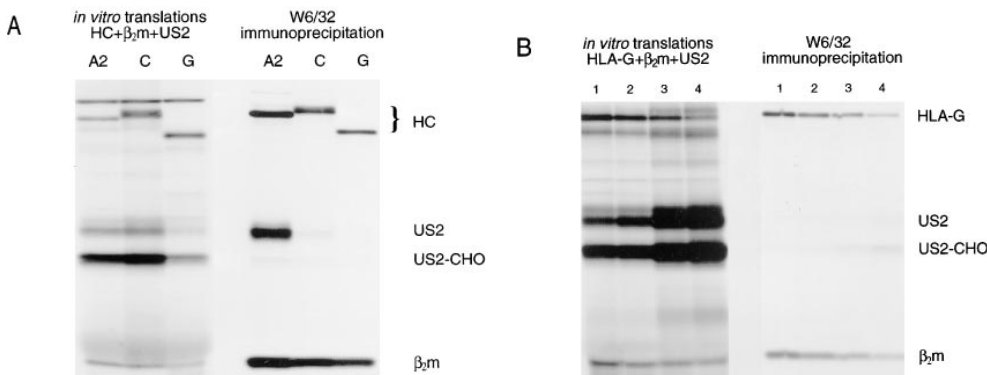 A
in vitro translations
HC+β₂m+US2
A2 C G
W6/32
immunoprecipitation
A2 C G
HC
US2
US2-CHO
β₂m
B
in vitro translations
HLA-G+β₂m+US2
1 2 3 4
W6/32
immunoprecipitation
1 2 3 4
HLA-G
US2
US2-CHO
β₂m